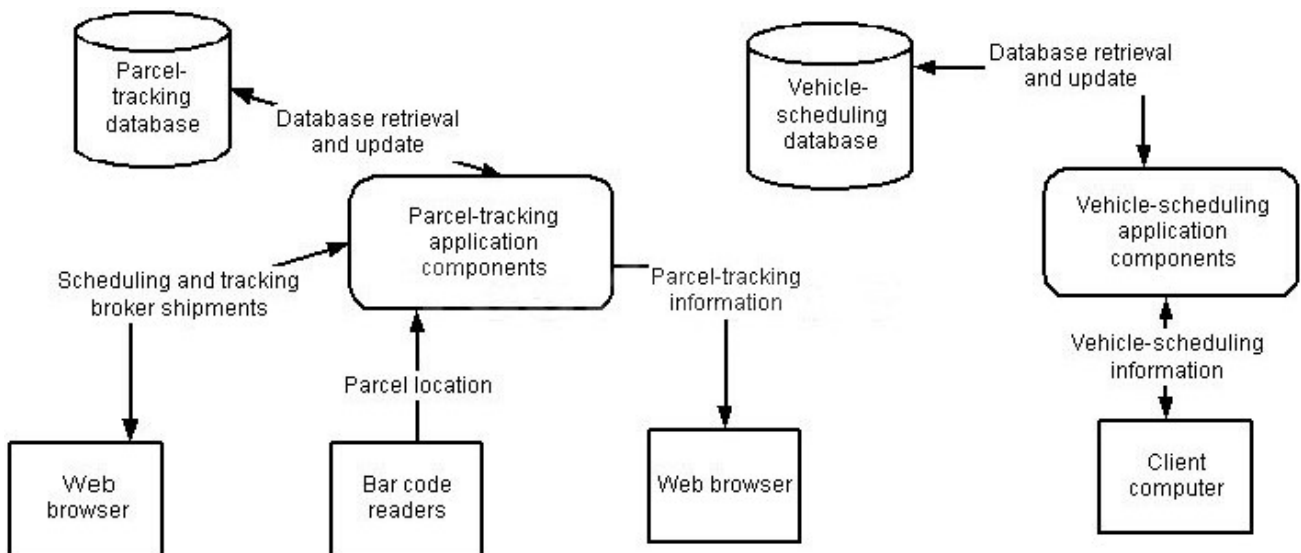 Parcel-
tracking
database
Database retrieval
and update
Parcel-tracking
application
components
Scheduling and tracking
broker shipments
Parcel-tracking
information
Parcel location
Web
browser
Bar code
readers
Web browser
Vehicle-
scheduling
database
Database retrieval
and update
Vehicle-scheduling
application
components
Vehicle-scheduling
information
Client
computer